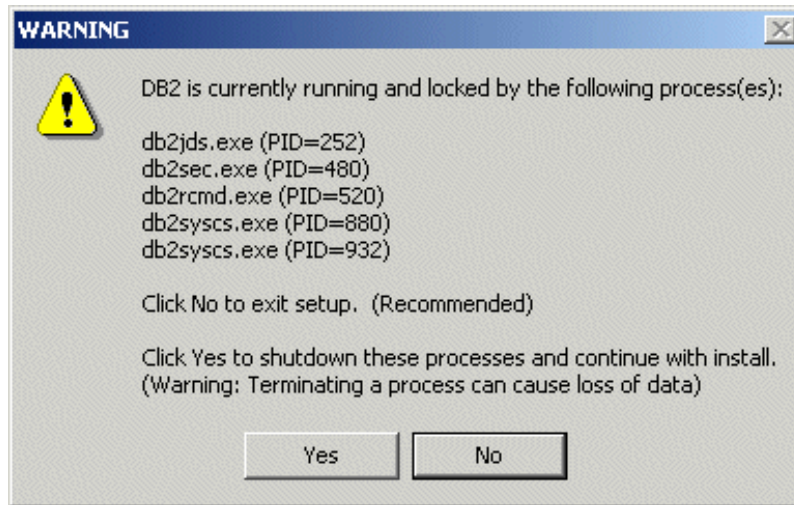 WARNING
DB2 is currently running and locked by the following process(es):
db2jds.exe (PID=252)
db2sec.exe (PID=480)
db2rcmd.exe (PID=520)
db2syscs.exe (PID=880)
db2syscs.exe (PID=932)
Click No to exit setup. (Recommended)
Click Yes to shutdown these processes and continue with install.
(Warning: Terminating a process can cause loss of data)
Yes No